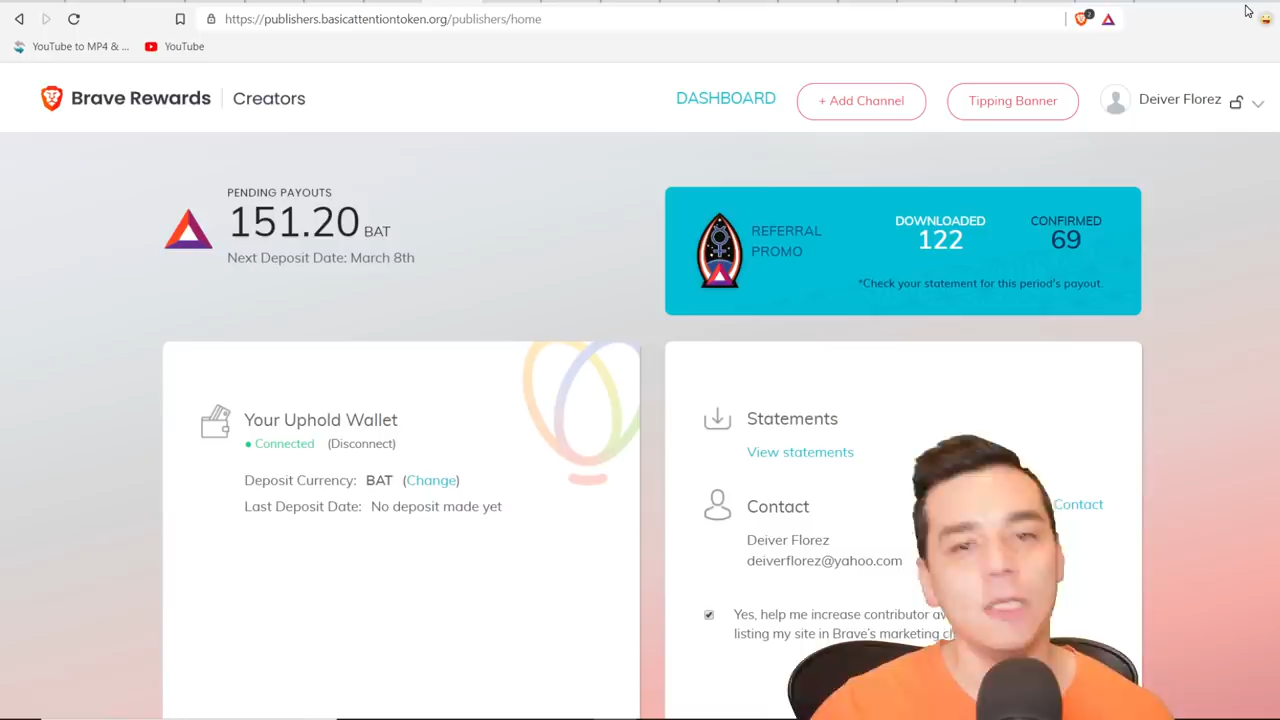 https://publishers.basicattentiontoken.org/publishers/home
2
YouTube to MP4 & ...
YouTube
Brave Rewards
Creators
DASHBOARD
+ Add Channel
Tipping Banner
Deiver Florez
PENDING PAYOUTS
151.20 BAT
Next Deposit Date: March 8th
REFERRAL
PROMO
DOWNLOADED
122
CONFIRMED
69
*Check your statement for this period's payout.
Your Uphold Wallet
Connected (Disconnect)
Deposit Currency: BAT (Change)
Last Deposit Date: No deposit made yet
Statements
View statements
Contact
Contact
Deiver Florez
deiverflorez@yahoo.com
Yes, help me increase contributor
listing my site in Brave's marketing